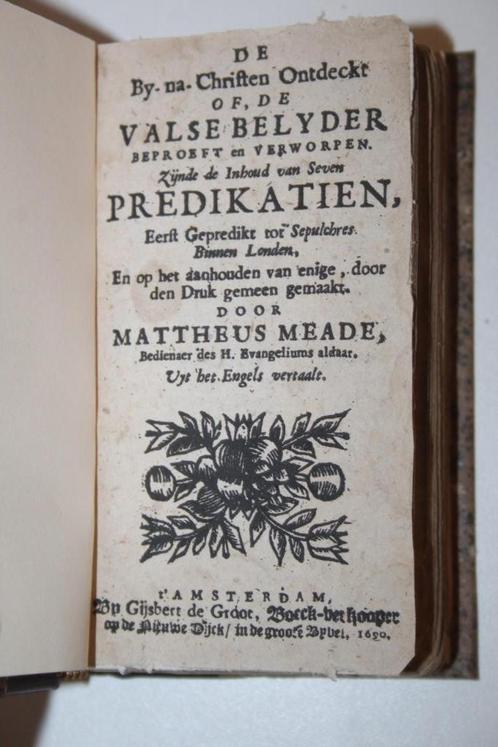 DE
By-na-Christen Ontdeckt
OF, DE
VALSE BELYDER
BEPROEFT en VERWORPEN.
Zijnde de Inhoud van Seven
PREDIKATIEN,
Eerst Gepredikt tot Sepulchres
Binnen Londen,
En op het aanhouden van enige, door
den Druk gemeen gemaakt.
DOOR
MATTHEUS MEADE,
Bedienaer des H. Evangeliums aldaar.
Uyt het Engels vertaalt.
t'AMSTERDAM,
By Gijsbert de Groot, Boeck-verkooper
op de Nieuwe Dijck/ in de groote Bybel, 1690.